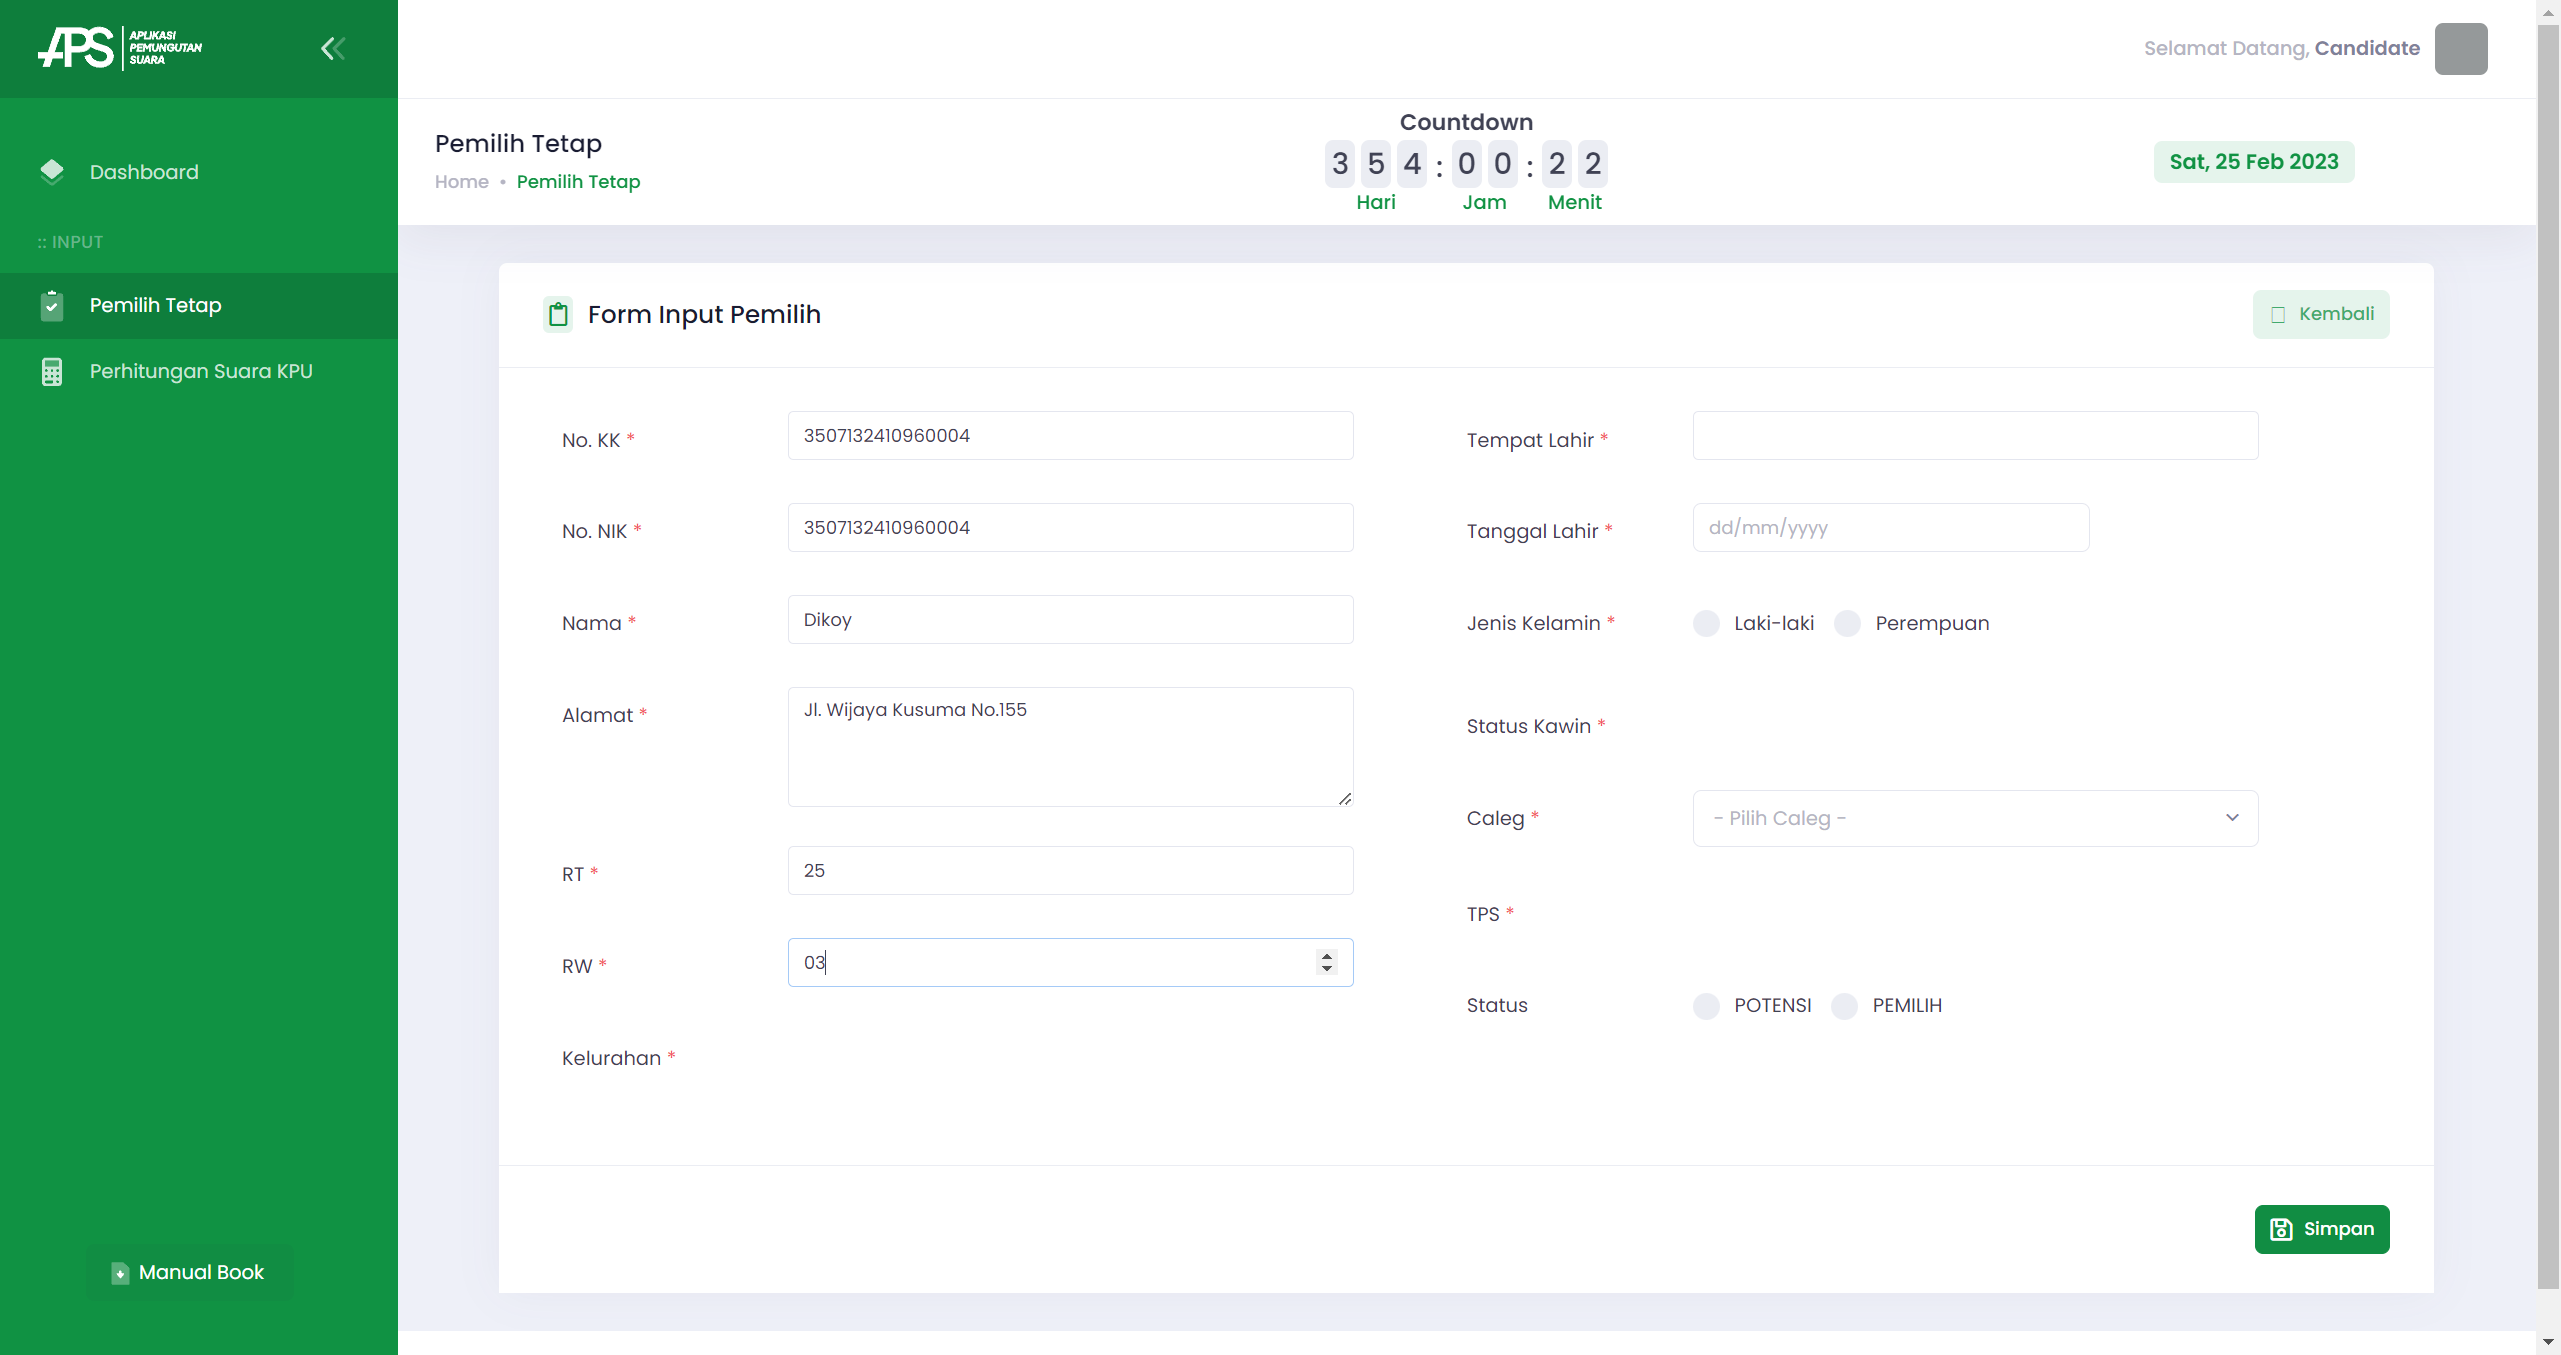 APS APLIKASI PEMUNGUTAN SUARA
Selamat Datang, Candidate
Dashboard
:: INPUT
Pemilih Tetap
Perhitungan Suara KPU
Manual Book
Pemilih Tetap
Home • Pemilih Tetap
Countdown
3 5 4 : 0 0 : 2 2
Hari Jam Menit
Sat, 25 Feb 2023
Form Input Pemilih
Kembali
No. KK * 3507132410960004
No. NIK * 3507132410960004
Nama * Dikoy
Alamat * Jl. Wijaya Kusuma No.155
RT * 25
RW * 03
Kelurahan *
Tempat Lahir *
Tanggal Lahir * dd/mm/yyyy
Jenis Kelamin * Laki-laki Perempuan
Status Kawin *
Caleg * - Pilih Caleg -
TPS *
Status POTENSI PEMILIH
Simpan